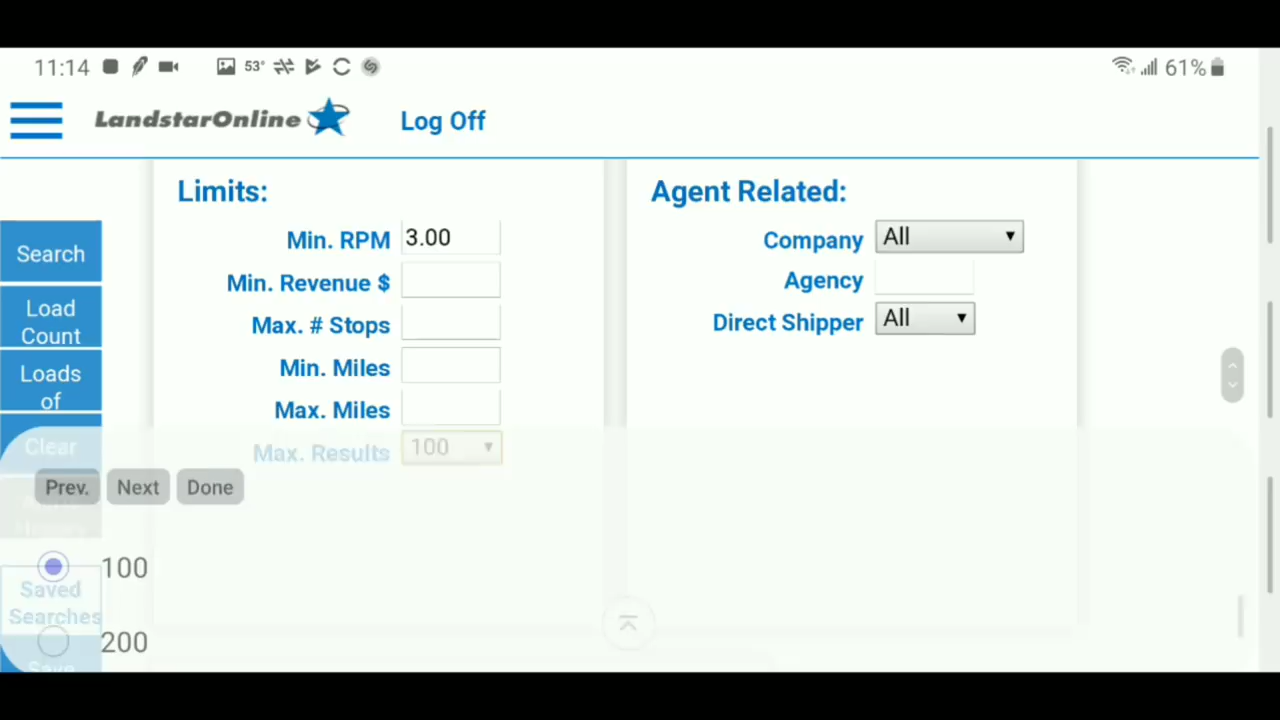 11:14 53° 61%
LandstarOnline Log Off
Limits:
Min. RPM 3.00
Min. Revenue $
Max. # Stops
Min. Miles
Max. Miles
Max. Results 100
Agent Related:
Company All
Agency
Direct Shipper All
Search
Load
Count
Loads
of
Clear
Prev. Next Done
100
Saved
Searches
200
Save